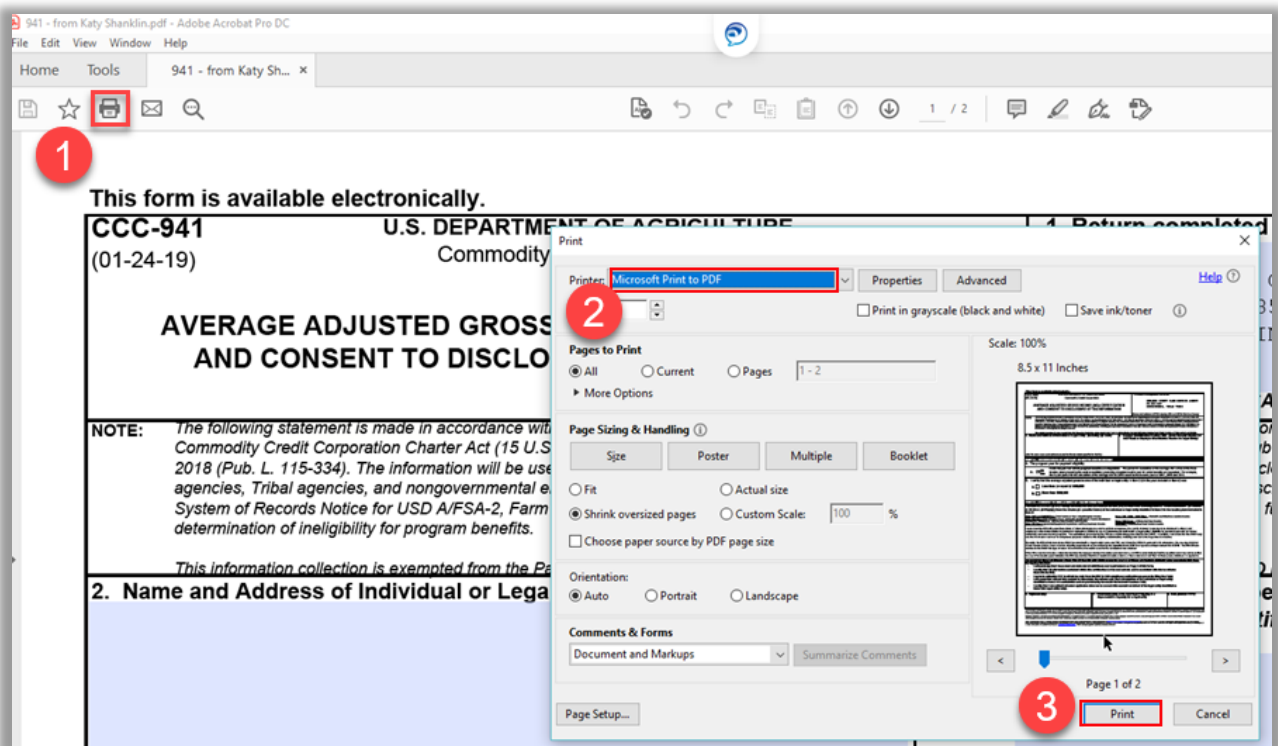 941 - from Katy Shanklin.pdf - Adobe Acrobat Pro DC
File Edit View Window Help
Home Tools 941 - from Katy Sh... ×
1 / 2
1
This form is available electronically.
CCC-941
(01-24-19)
U.S. DEPARTMENT OF AGRICULTURE
Commodity
1. Return completed
AVERAGE ADJUSTED GROSS
AND CONSENT TO DISCLO
NOTE: The following statement is made in accordance wit
Commodity Credit Corporation Charter Act (15 U.S
2018 (Pub. L. 115-334). The information will be use
agencies, Tribal agencies, and nongovernmental e
System of Records Notice for USD A/FSA-2, Farm
determination of ineligibility for program benefits.
This information collection is exempted from the Pa
2. Name and Address of Individual or Lega
Print
Printer: Microsoft Print to PDF Properties Advanced Help
2
Print in grayscale (black and white) Save ink/toner
Pages to Print
All Current Pages 1 - 2
More Options
Page Sizing & Handling
Size Poster Multiple Booklet
Fit Actual size
Shrink oversized pages Custom Scale: 100 %
Choose paper source by PDF page size
Orientation:
Auto Portrait Landscape
Comments & Forms
Document and Markups Summarize Comments
Page Setup...
Scale: 100%
8.5 x 11 Inches
< >
Page 1 of 2
3
Print Cancel